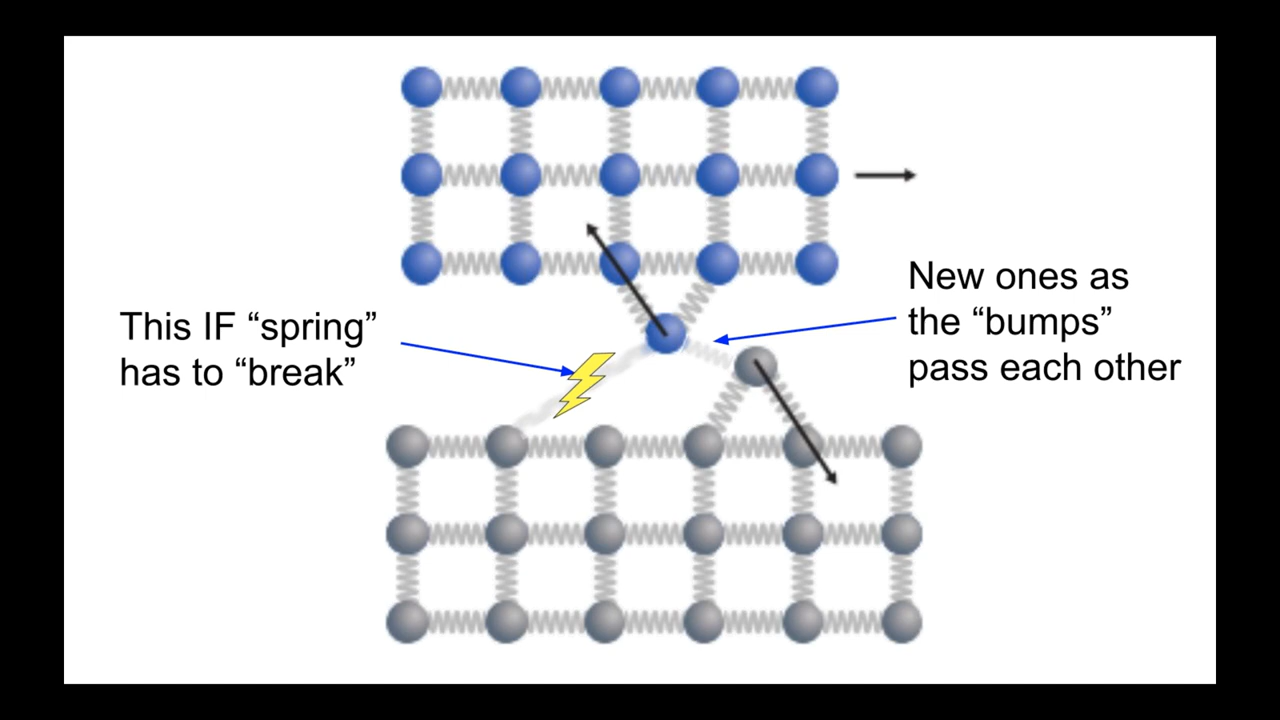 This IF “spring”
has to “break”
New ones as
the “bumps”
pass each other